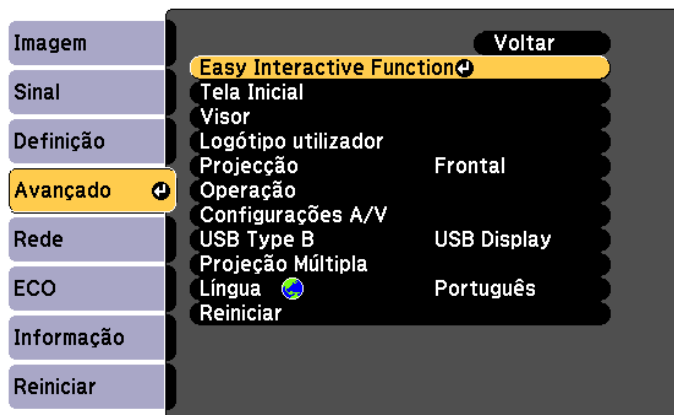 Imagem
Sinal
Definição
Avançado
Rede
ECO
Informação
Reiniciar
Voltar
Easy Interactive Function
Tela Inicial
Visor
Logótipo utilizador
Projecção Frontal
Operação
Configurações A/V
USB Type B USB Display
Projeção Múltipla
Língua Português
Reiniciar